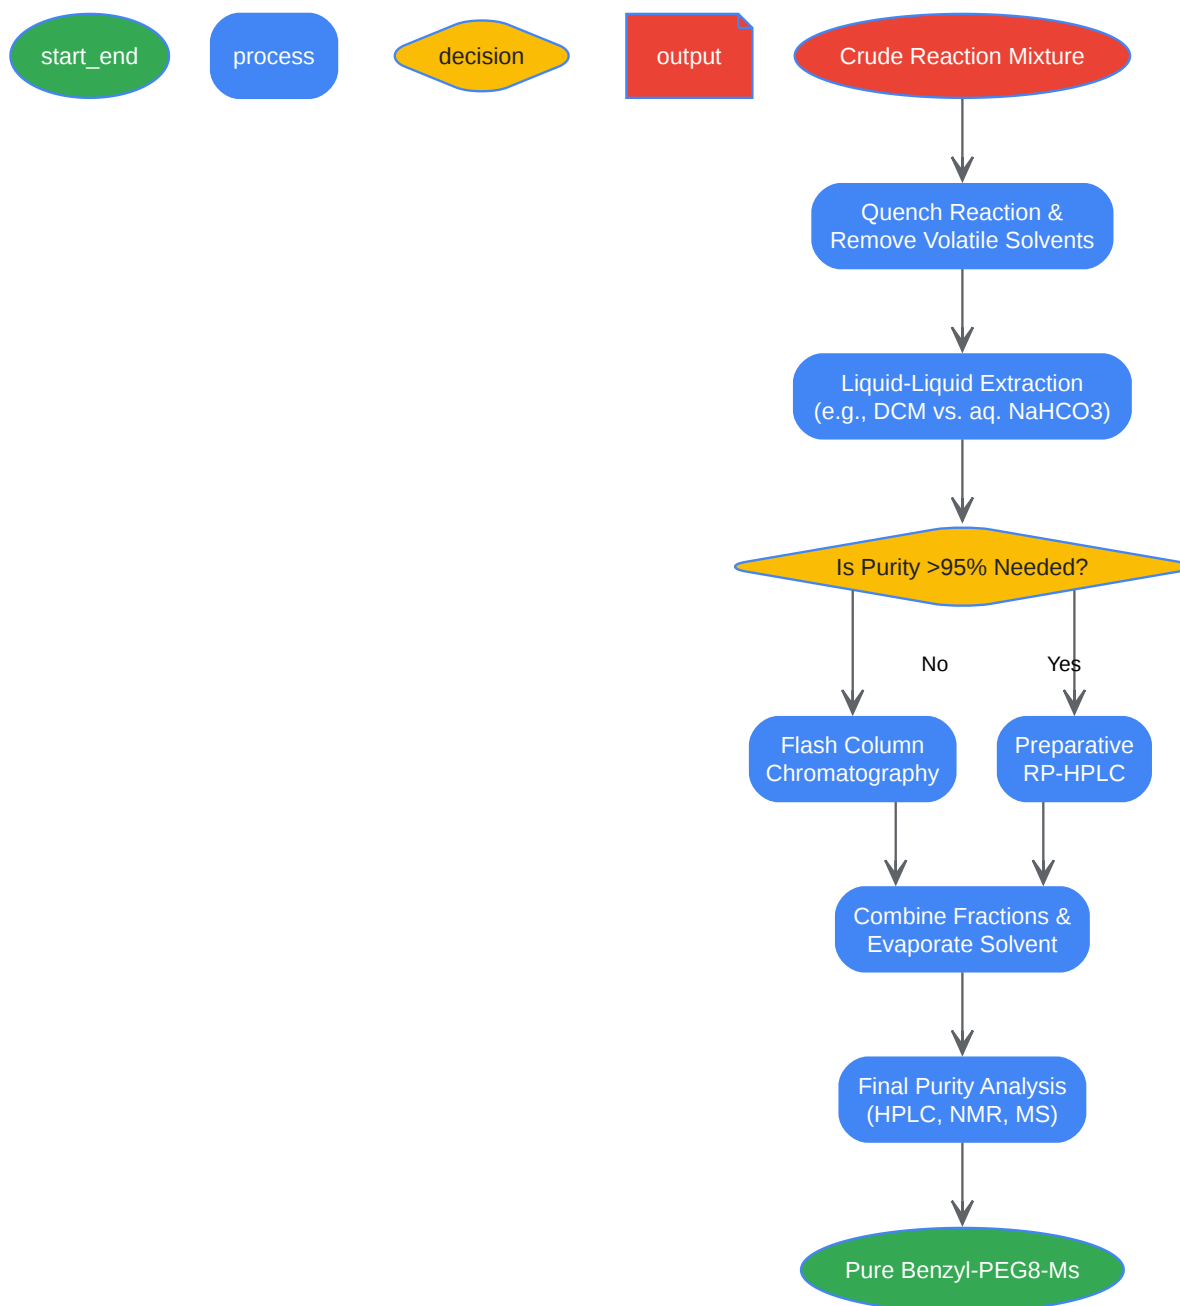 start_end
process
decision
output
Crude Reaction Mixture
Quench Reaction &
Remove Volatile Solvents
Liquid-Liquid Extraction
(e.g., DCM vs. aq. NaHCO3)
Is Purity >95% Needed?
No
Yes
Flash Column
Chromatography
Preparative
RP-HPLC
Combine Fractions &
Evaporate Solvent
Final Purity Analysis
(HPLC, NMR, MS)
Pure Benzyl-PEG8-Ms